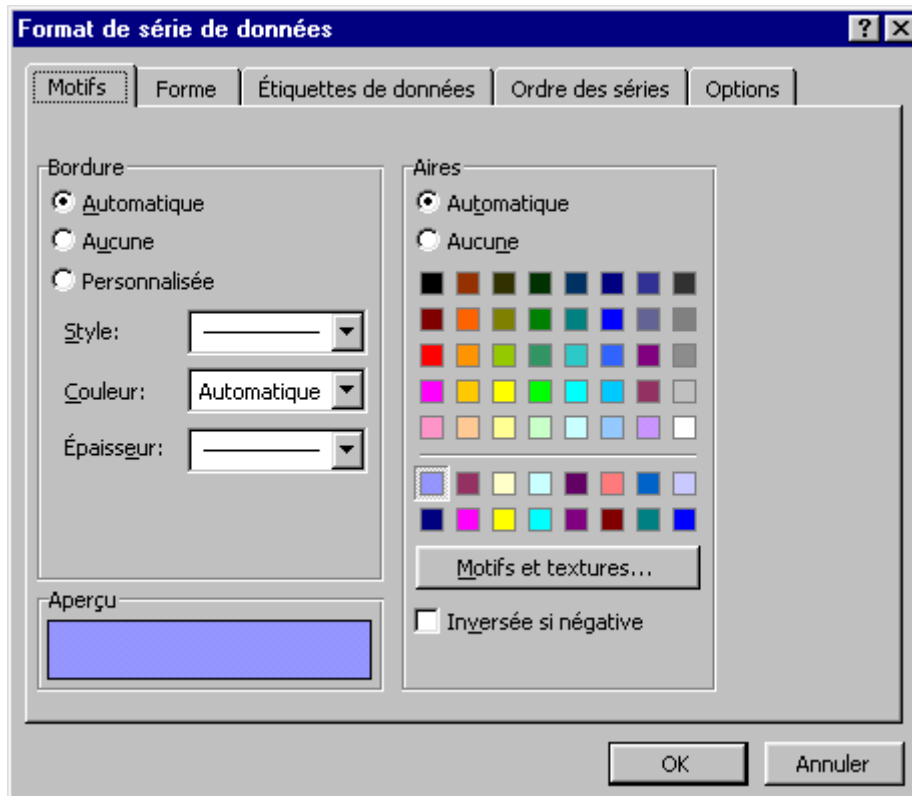 Format de série de données
Motifs Forme Étiquettes de données Ordre des séries Options
Bordure
Automatique
Aucune
Personnalisée
Style:
Couleur: Automatique
Épaisseur:
Aperçu
Aires
Automatique
Aucune
Motifs et textures...
Inversée si négative
OK Annuler